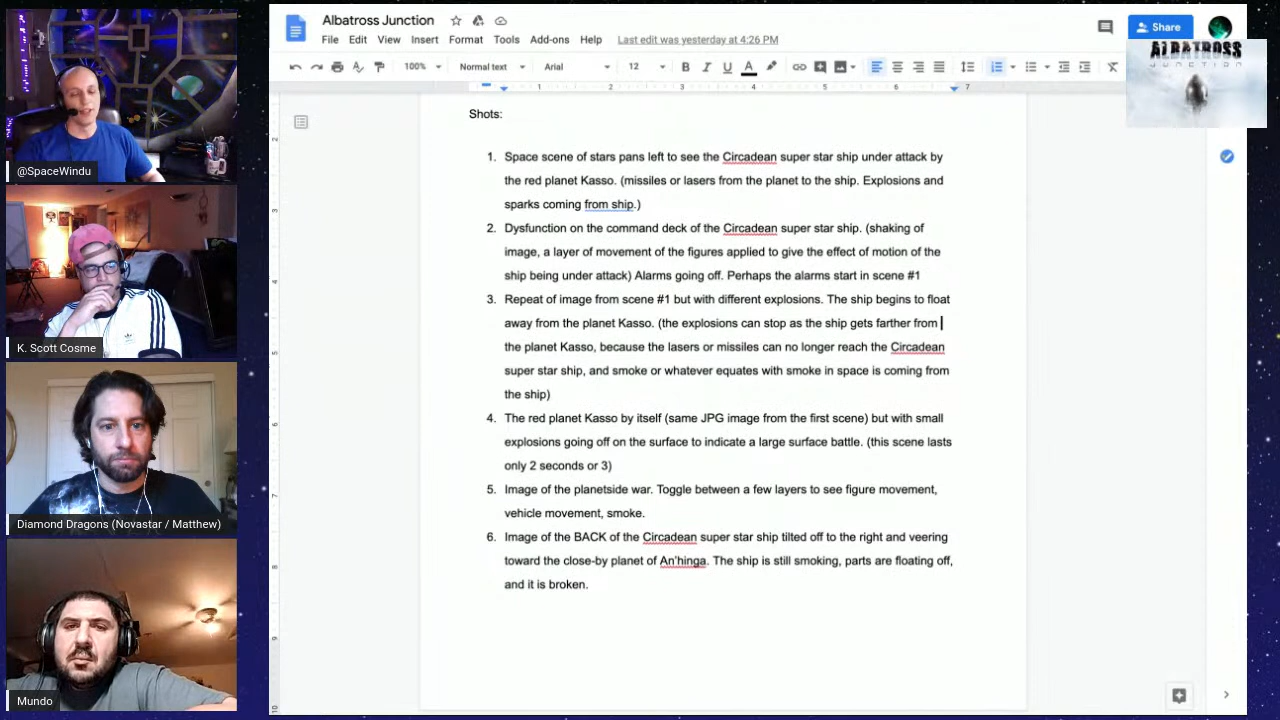 Albatross Junction
File Edit View Insert Format Tools Add-ons Help Last edit was yesterday at 4:26 PM
Share
100% Normal text Arial 12 B I U A
ALBATROSS
JUNCTION
1 2 3 4 5 6 7
Shots:
1. Space scene of stars pans left to see the Circadean super star ship under attack by
the red planet Kasso. (missiles or lasers from the planet to the ship. Explosions and
sparks coming from ship.)
2. Dysfunction on the command deck of the Circadean super star ship. (shaking of
image, a layer of movement of the figures applied to give the effect of motion of the
ship being under attack) Alarms going off. Perhaps the alarms start in scene #1
3. Repeat of image from scene #1 but with different explosions. The ship begins to float
away from the planet Kasso. (the explosions can stop as the ship gets farther from
the planet Kasso, because the lasers or missiles can no longer reach the Circadean
super star ship, and smoke or whatever equates with smoke in space is coming from
the ship)
4. The red planet Kasso by itself (same JPG image from the first scene) but with small
explosions going off on the surface to indicate a large surface battle. (this scene lasts
only 2 seconds or 3)
5. Image of the planetside war. Toggle between a few layers to see figure movement,
vehicle movement, smoke.
6. Image of the BACK of the Circadean super star ship tilted off to the right and veering
toward the close-by planet of An'hinga. The ship is still smoking, parts are floating off,
and it is broken.
@SpaceWindu
K. Scott Cosme
Diamond Dragons (Novastar / Matthew)
Mundo